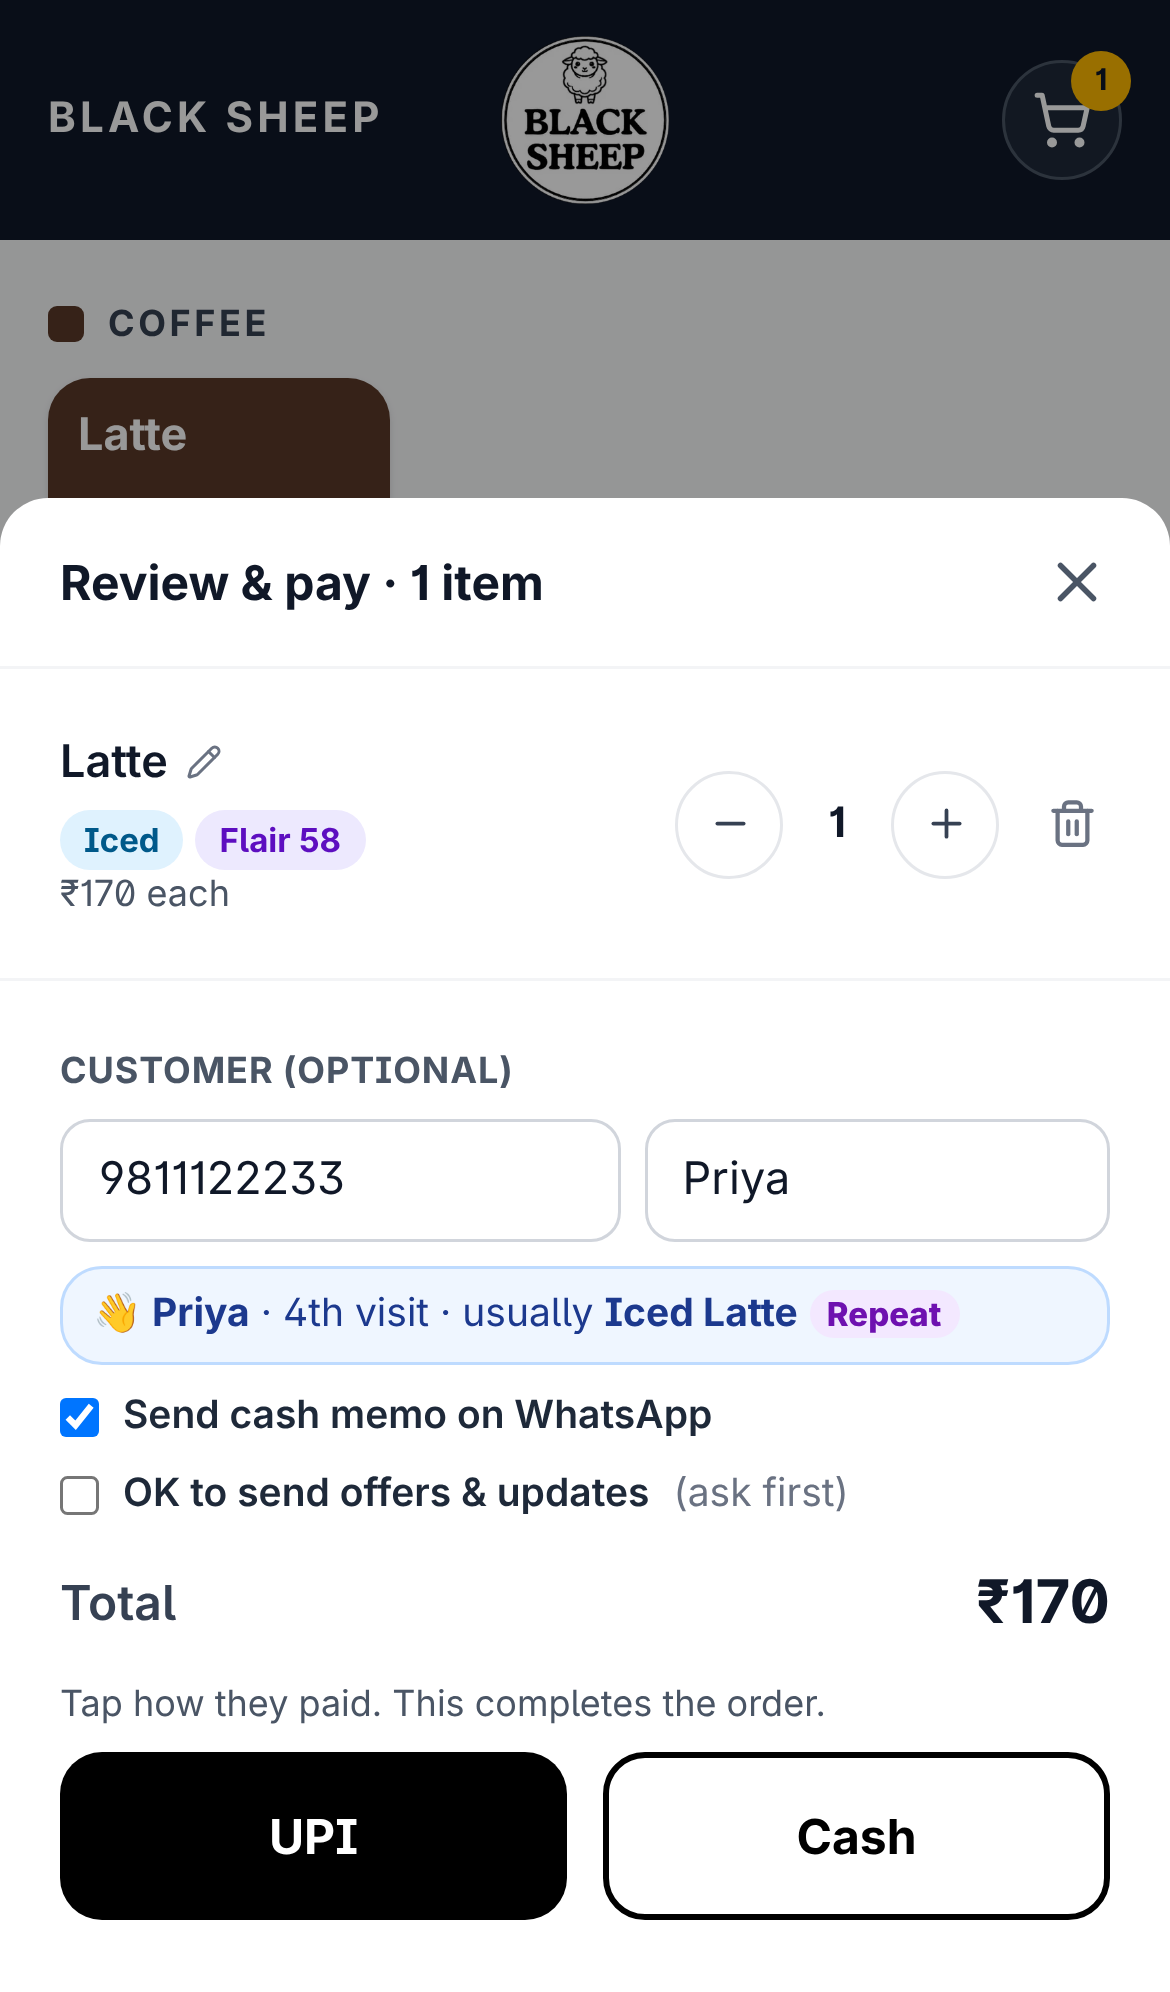 BLACK SHEEP
BLACK
SHEEP
1
COFFEE
Latte
Review & pay · 1 item
Latte
Iced Flair 58
₹170 each
1
CUSTOMER (OPTIONAL)
9811122233 Priya
👋 Priya · 4th visit · usually Iced Latte Repeat
Send cash memo on WhatsApp
OK to send offers & updates (ask first)
Total ₹170
Tap how they paid. This completes the order.
UPI Cash